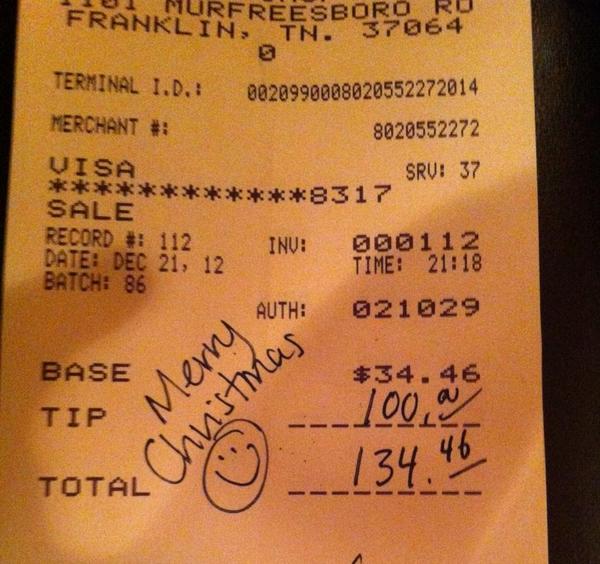 1101 MURFREESBORO RD
FRANKLIN, TN. 37064
0
TERMINAL I.D.: 0020990008020552272014
MERCHANT #: 8020552272
VISA SRV: 37
************8317
SALE
RECORD #: 112 INV: 000112
DATE: DEC 21, 12 TIME: 21:18
BATCH: 86
AUTH: 021029
Merry
Christmas
BASE $34.46
TIP 100.00
TOTAL 134.46